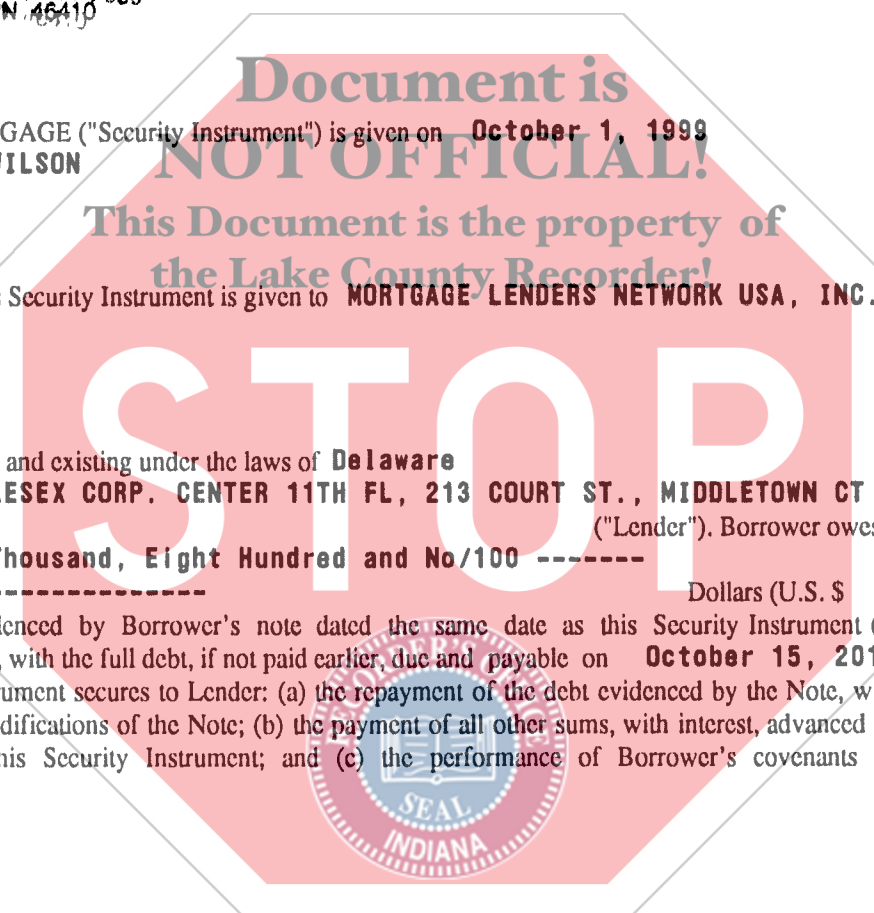 N 46410
Document is
GAGE ("Security Instrument") is given on October 1, 1999
WILSON
NOT OFFICIAL!
This Document is the property of
the Lake County Recorder!
Security Instrument is given to MORTGAGE LENDERS NETWORK USA, INC.
STOP
and existing under the laws of Delaware
LESEX CORP. CENTER 11TH FL, 213 COURT ST., MIDDLETOWN CT
("Lender"). Borrower owes
Thousand, Eight Hundred and No/100 -------
---------------- Dollars (U.S. $
denced by Borrower's note dated the same date as this Security Instrument (
, with the full debt, if not paid earlier, due and payable on October 15, 201
rument secures to Lender: (a) the repayment of the debt evidenced by the Note, w
difications of the Note; (b) the payment of all other sums, with interest, advanced
his Security Instrument; and (c) the performance of Borrower's covenants
RECORDER'S OFFICE
SEAL
INDIANA